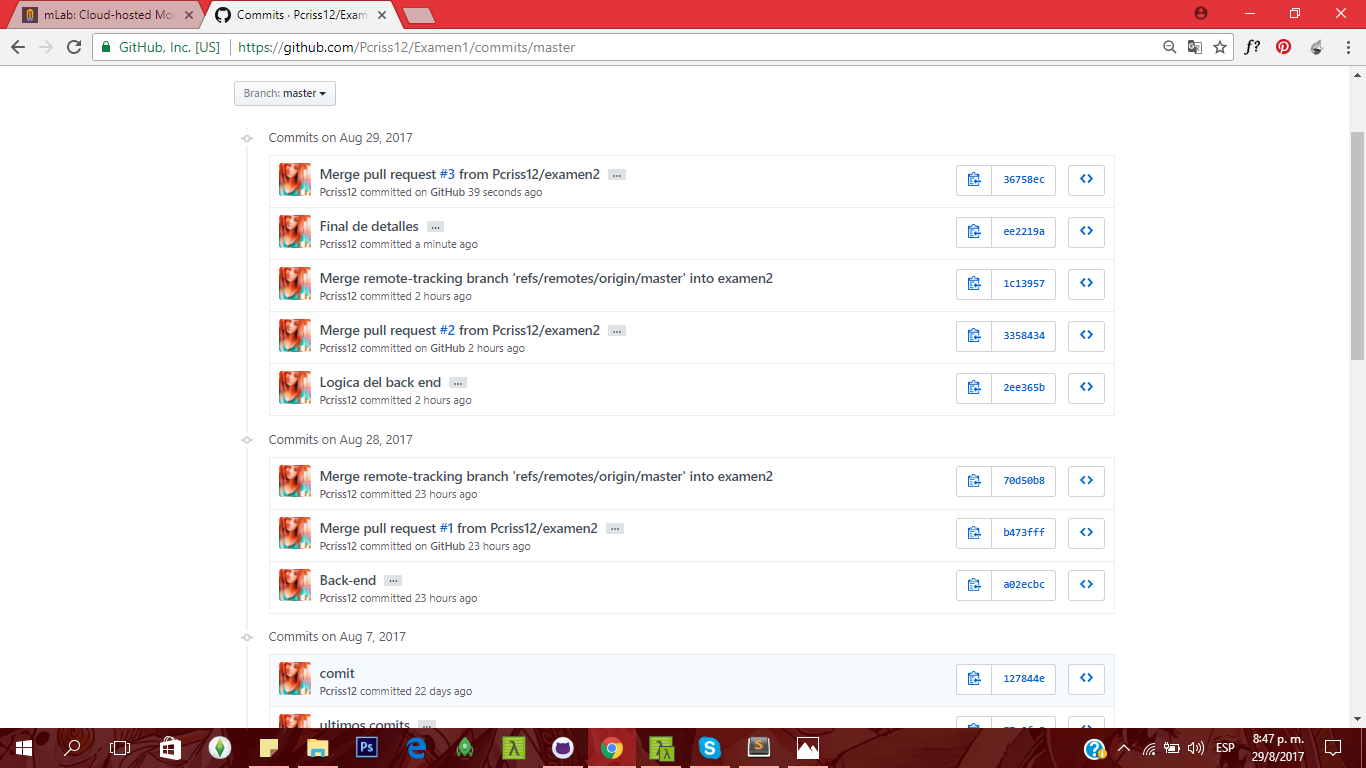 mLab: Cloud-hosted Mo
Commits · Pcriss12/Exam
GitHub, Inc. [US]
https://github.com/Pcriss12/Examen1/commits/master
f?
Branch: master
Commits on Aug 29, 2017
Merge pull request #3 from Pcriss12/examen2 …
36758ec
Pcriss12 committed on GitHub 39 seconds ago
Final de detalles …
ee2219a
Pcriss12 committed a minute ago
Merge remote-tracking branch 'refs/remotes/origin/master' into examen2
1c13957
Pcriss12 committed 2 hours ago
Merge pull request #2 from Pcriss12/examen2 …
3358434
Pcriss12 committed on GitHub 2 hours ago
Logica del back end …
2ee365b
Pcriss12 committed 2 hours ago
Commits on Aug 28, 2017
Merge remote-tracking branch 'refs/remotes/origin/master' into examen2
70d50b8
Pcriss12 committed 23 hours ago
Merge pull request #1 from Pcriss12/examen2 …
b473fff
Pcriss12 committed on GitHub 23 hours ago
Back-end …
a02ecbc
Pcriss12 committed 23 hours ago
Commits on Aug 7, 2017
comit
127844e
Pcriss12 committed 22 days ago
ultimos comits …
Ps
ESP
8:47 p. m.
29/8/2017